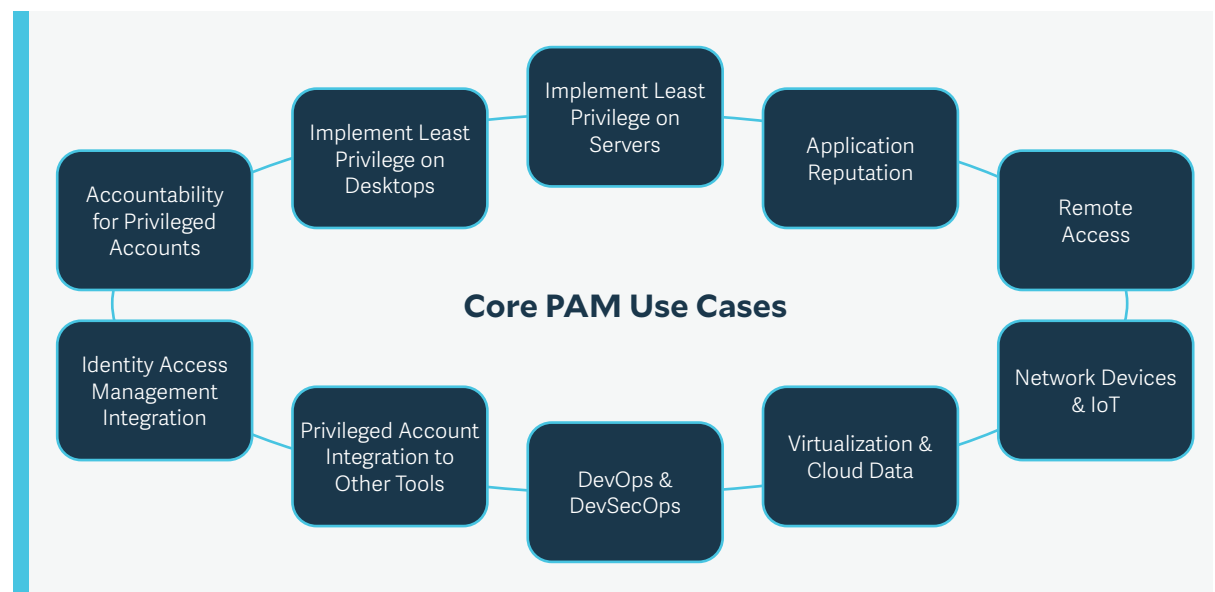 Implement Least
Privilege on
Servers
Implement Least
Privilege on
Desktops
Application
Reputation
Accountability
for Privileged
Accounts
Remote
Access
Core PAM Use Cases
Identity Access
Management
Integration
Network Devices
& IoT
Privileged Account
Integration to
Other Tools
Virtualization &
Cloud Data
DevOps &
DevSecOps